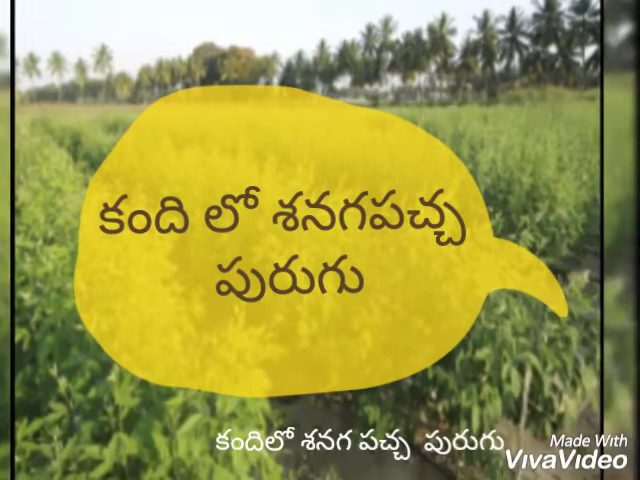 కంది లో శనగపచ్చ
పురుగు
కందిలో శనగ పచ్చ పురుగు
Made With
VivaVideo